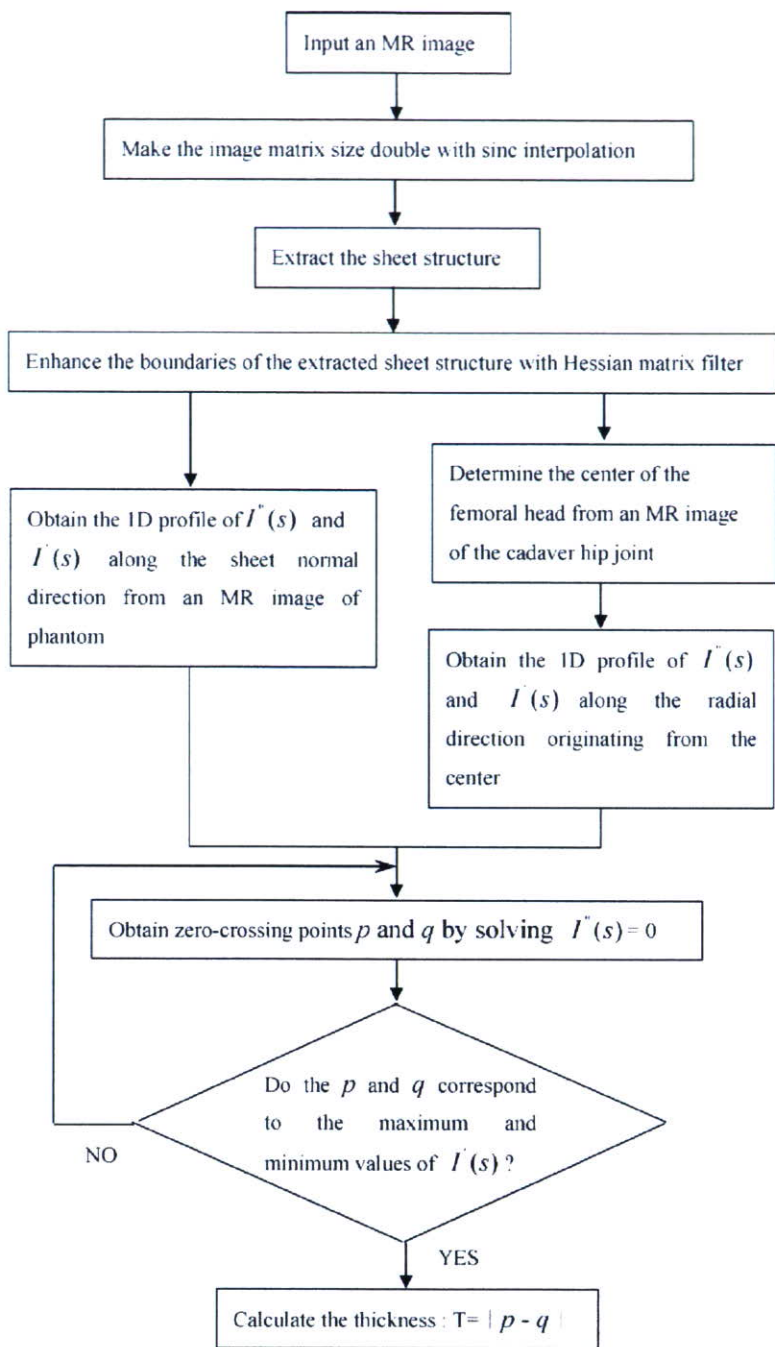 Input an MR image
Make the image matrix size double with sinc interpolation
Extract the sheet structure
Enhance the boundaries of the extracted sheet structure with Hessian matrix filter
Obtain the 1D profile of I''(s) and
I'(s) along the sheet normal
direction from an MR image of
phantom
Determine the center of the
femoral head from an MR image
of the cadaver hip joint
Obtain the 1D profile of I''(s)
and I'(s) along the radial
direction originating from the
center
Obtain zero-crossing points p and q by solving I''(s) = 0
Do the p and q correspond
to the maximum and
minimum values of I'(s) ?
NO
YES
Calculate the thickness : T= | p - q |